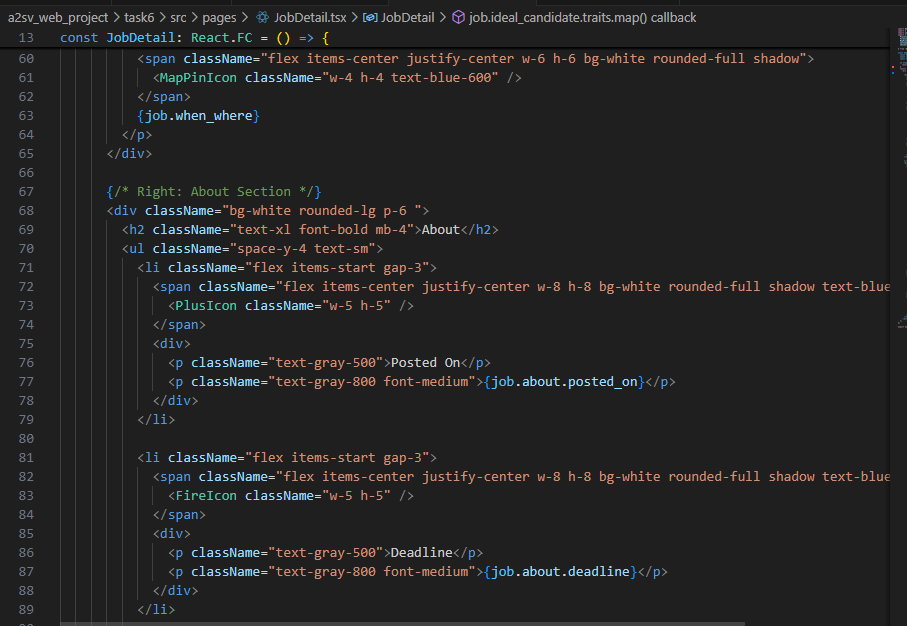 a2sv_web_project > task6 > src > pages > JobDetail.tsx > JobDetail > job.ideal_candidate.traits.map() callback
13 const JobDetail: React.FC = () => {
60 <span className="flex items-center justify-center w-6 h-6 bg-white rounded-full shadow">
61 <MapPinIcon className="w-4 h-4 text-blue-600" />
62 </span>
63 {job.when_where}
64 </p>
65 </div>
66
67 {/* Right: About Section */}
68 <div className="bg-white rounded-lg p-6 ">
69 <h2 className="text-xl font-bold mb-4">About</h2>
70 <ul className="space-y-4 text-sm">
71 <li className="flex items-start gap-3">
72 <span className="flex items-center justify-center w-8 h-8 bg-white rounded-full shadow text-blue
73 <PlusIcon className="w-5 h-5" />
74 </span>
75 <div>
76 <p className="text-gray-500">Posted On</p>
77 <p className="text-gray-800 font-medium">{job.about.posted_on}</p>
78 </div>
79 </li>
80
81 <li className="flex items-start gap-3">
82 <span className="flex items-center justify-center w-8 h-8 bg-white rounded-full shadow text-blue
83 <FireIcon className="w-5 h-5" />
84 </span>
85 <div>
86 <p className="text-gray-500">Deadline</p>
87 <p className="text-gray-800 font-medium">{job.about.deadline}</p>
88 </div>
89 </li>